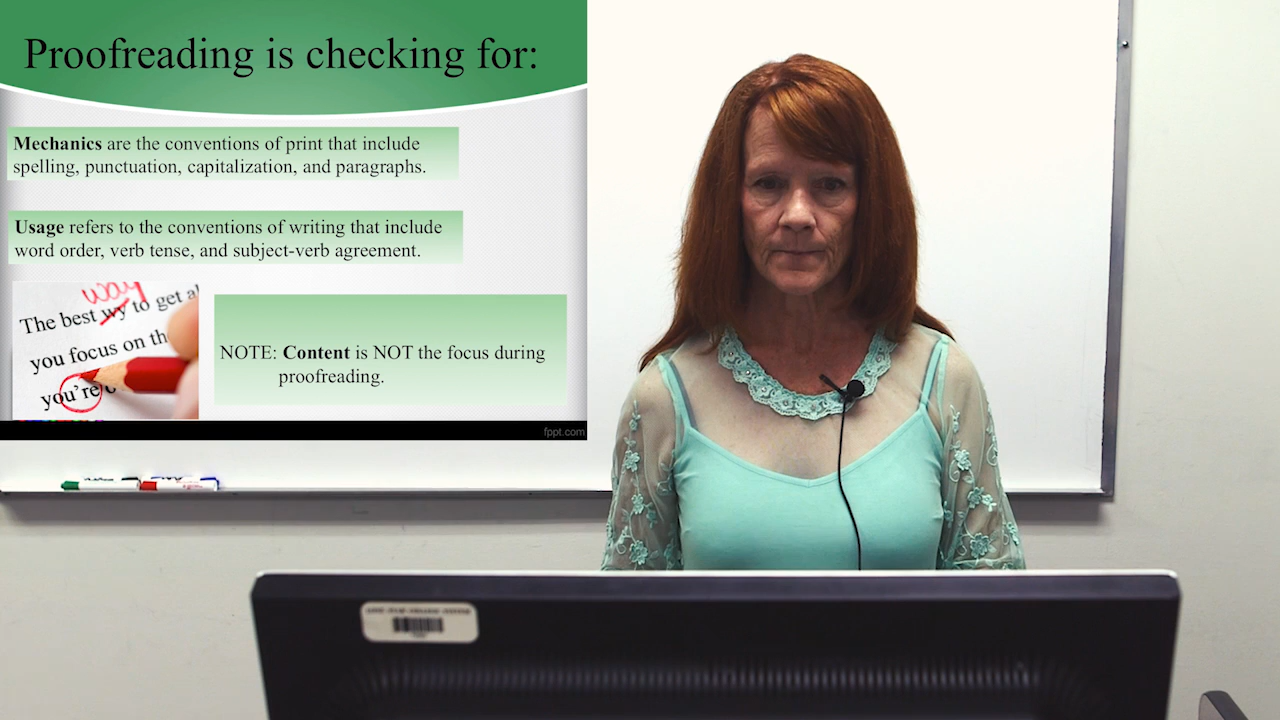 Proofreading is checking for:
Mechanics are the conventions of print that include
spelling, punctuation, capitalization, and paragraphs.
Usage refers to the conventions of writing that include
word order, verb tense, and subject-verb agreement.
way
The best wy to get al
you focus on th
you're
NOTE: Content is NOT the focus during
proofreading.
fppt.com